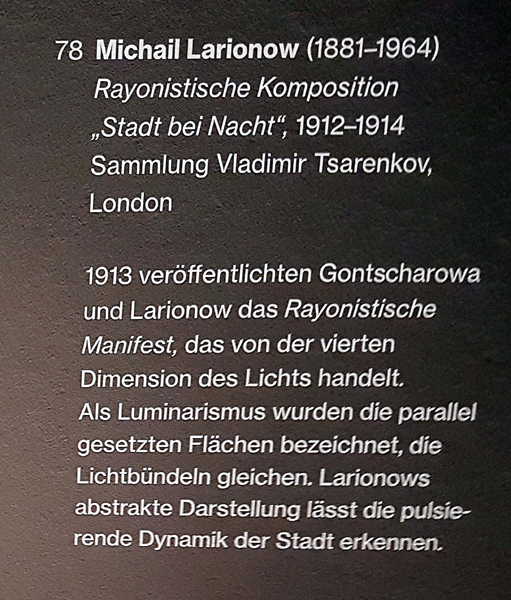 78 Michail Larionow (1881–1964)
Rayonistische Komposition
„Stadt bei Nacht“, 1912–1914
Sammlung Vladimir Tsarenkov,
London
1913 veröffentlichten Gontscharowa
und Larionow das Rayonistische
Manifest, das von der vierten
Dimension des Lichts handelt.
Als Luminarismus wurden die parallel
gesetzten Flächen bezeichnet, die
Lichtbündeln gleichen. Larionows
abstrakte Darstellung lässt die pulsie-
rende Dynamik der Stadt erkennen.